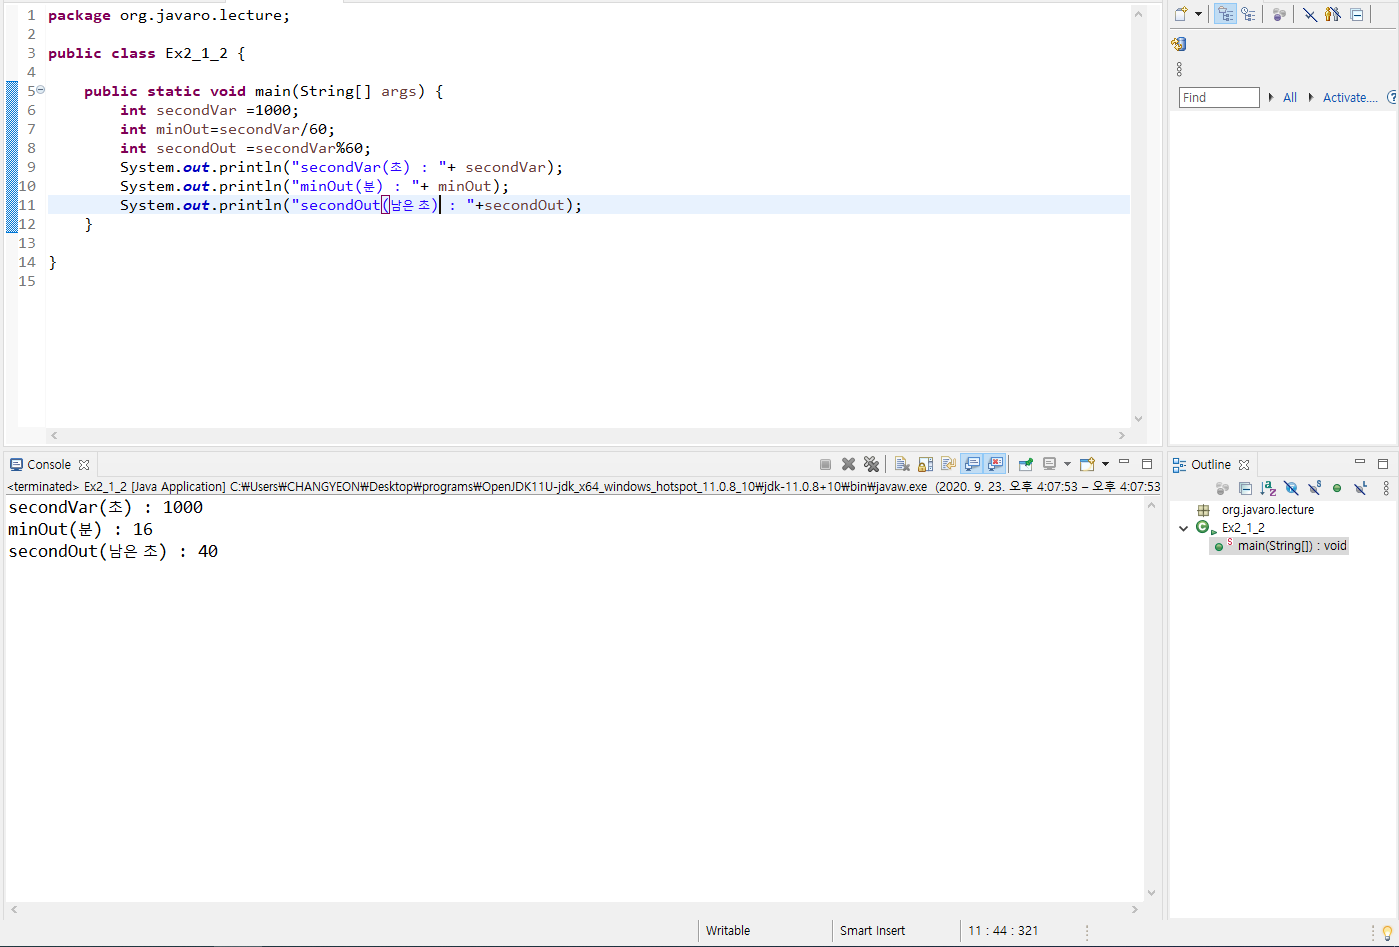 1 package org.javaro.lecture;
2
3 public class Ex2_1_2 {
4
5 public static void main(String[] args) {
6 int secondVar =1000;
7 int minOut=secondVar/60;
8 int secondOut =secondVar%60;
9 System.out.println("secondVar(초) : "+ secondVar);
10 System.out.println("minOut(분) : "+ minOut);
11 System.out.println("secondOut(남은 초) : "+secondOut);
12 }
13
14 }
15
Find
All
Activate....
Console
<terminated> Ex2_1_2 [Java Application] C:₩Users₩CHANGYEON₩Desktop₩programs₩OpenJDK11U-jdk_x64_windows_hotspot_11.0.8_10₩jdk-11.0.8+10₩bin₩javaw.exe (2020. 9. 23. 오후 4:07:53 – 오후 4:07:53
secondVar(초) : 1000
minOut(분) : 16
secondOut(남은 초) : 40
Outline
org.javaro.lecture
Ex2_1_2
main(String[]) : void
Writable
Smart Insert
11 : 44 : 321